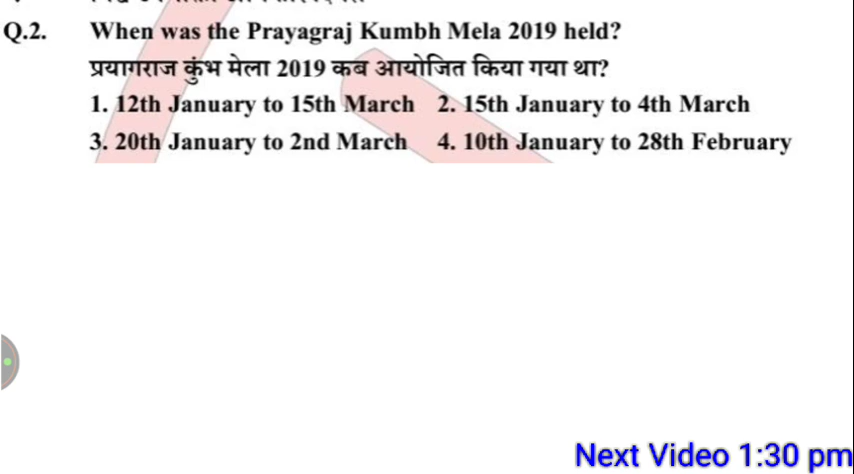 Q.2. When was the Prayagraj Kumbh Mela 2019 held?
प्रयागराज कुंभ मेला 2019 कब आयोजित किया गया था?
1. 12th January to 15th March 2. 15th January to 4th March
3. 20th January to 2nd March 4. 10th January to 28th February
Next Video 1:30 pm